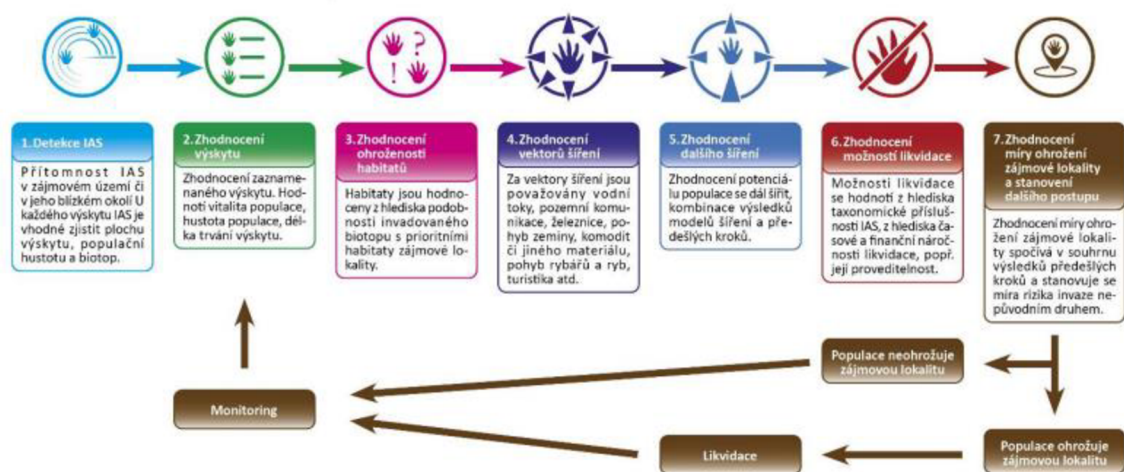 1. Detekce IAS
Přítomnost IAS
v zájmovém území či
v jeho blízkém okolí U
každého výskytu IAS je
vhodné zjistit plochu
výskytu, populační
hustotu a biotop.
2. Zhodnocení
výskytu
Zhodnocení zazname-
naného výskytu. Hod-
notí vitalita populace,
hustota populace, dél-
ka trvání výskytu.
3. Zhodnocení
ohroženosti
habitatů
Habitaty jsou hodno-
ceny z hlediska podob-
nosti invadovaného
biotopu s prioritními
habitaty zájmové lo-
kality.
4. Zhodnocení
vektorů šíření
Za vektory šíření jsou
považovány vodní
toky, pozemní komu-
nikace, železnice, po-
hyb zeminy, komodit
či jiného materiálu,
pohyb rybářů a ryb,
turistika atd.
5. Zhodnocení
dalšího šíření
Zhodnocení potenciá-
lu populace se dál šířit,
kombinace výsledků
modelů šíření a pře-
dešlých kroků.
6. Zhodnocení
možností likvidace
Možnosti likvidace
se hodnotí z hlediska
taxonomické přísluš-
nosti IAS, z hlediska ča-
sové a finanční nároč-
nosti likvidace, popř.
její proveditelnost.
7. Zhodnocení
míry ohrožení
zájmové lokality
a stanovení
dalšího postupu
Zhodnocení míry ohro-
žení zájmové lokali-
ty spočívá v souhrnu
výsledků předešlých
kroků a stanovuje se
míra rizika invaze ne-
původním druhem.
Populace neohrožuje
zájmovou lokalitu
Monitoring
Likvidace
Populace ohrožuje
zájmovou lokalitu